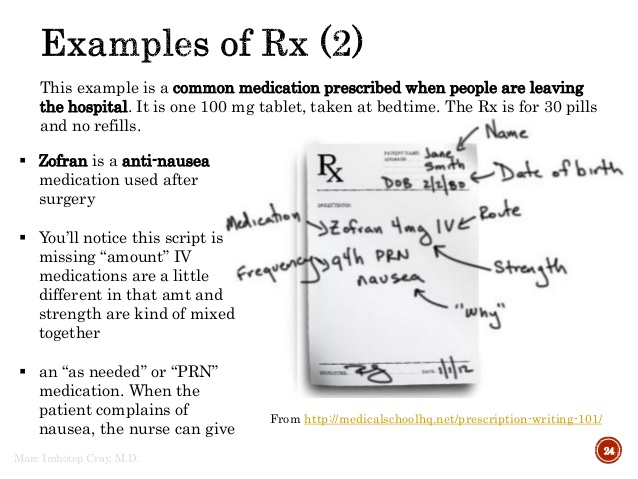 Examples of Rx (2)
This example is a common medication prescribed when people are leaving
the hospital. It is one 100 mg tablet, taken at bedtime. The Rx is for 30 pills
and no refills.
▪ Zofran is a anti-nausea
medication used after
surgery
▪ You'll notice this script is
missing "amount" IV
medications are a little
different in that amt and
strength are kind of mixed
together
▪ an "as needed" or "PRN"
medication. When the
patient complains of
nausea, the nurse can give
Name
Rx
PATIENT NAME: Jane
Smith
DOB 2/2/80
Date of birth
Medication
Zofran 4mg IV
Route
Frequency
q4h PRN
Strength
nausea
"Why"
DATE: 1/1/12
From http://medicalschoolhq.net/prescription-writing-101/
Marc Imhotep Cray, M.D.
24